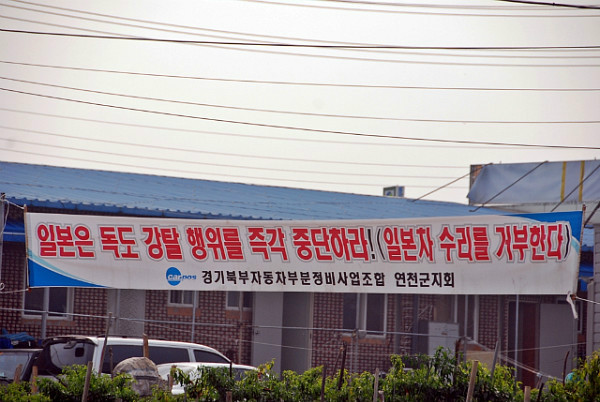 일본은 독도 강탈 행위를 즉각 중단하라!(일본차 수리를 거부한다)
carpos 경기북부자동차부분정비사업조합 연천군지회